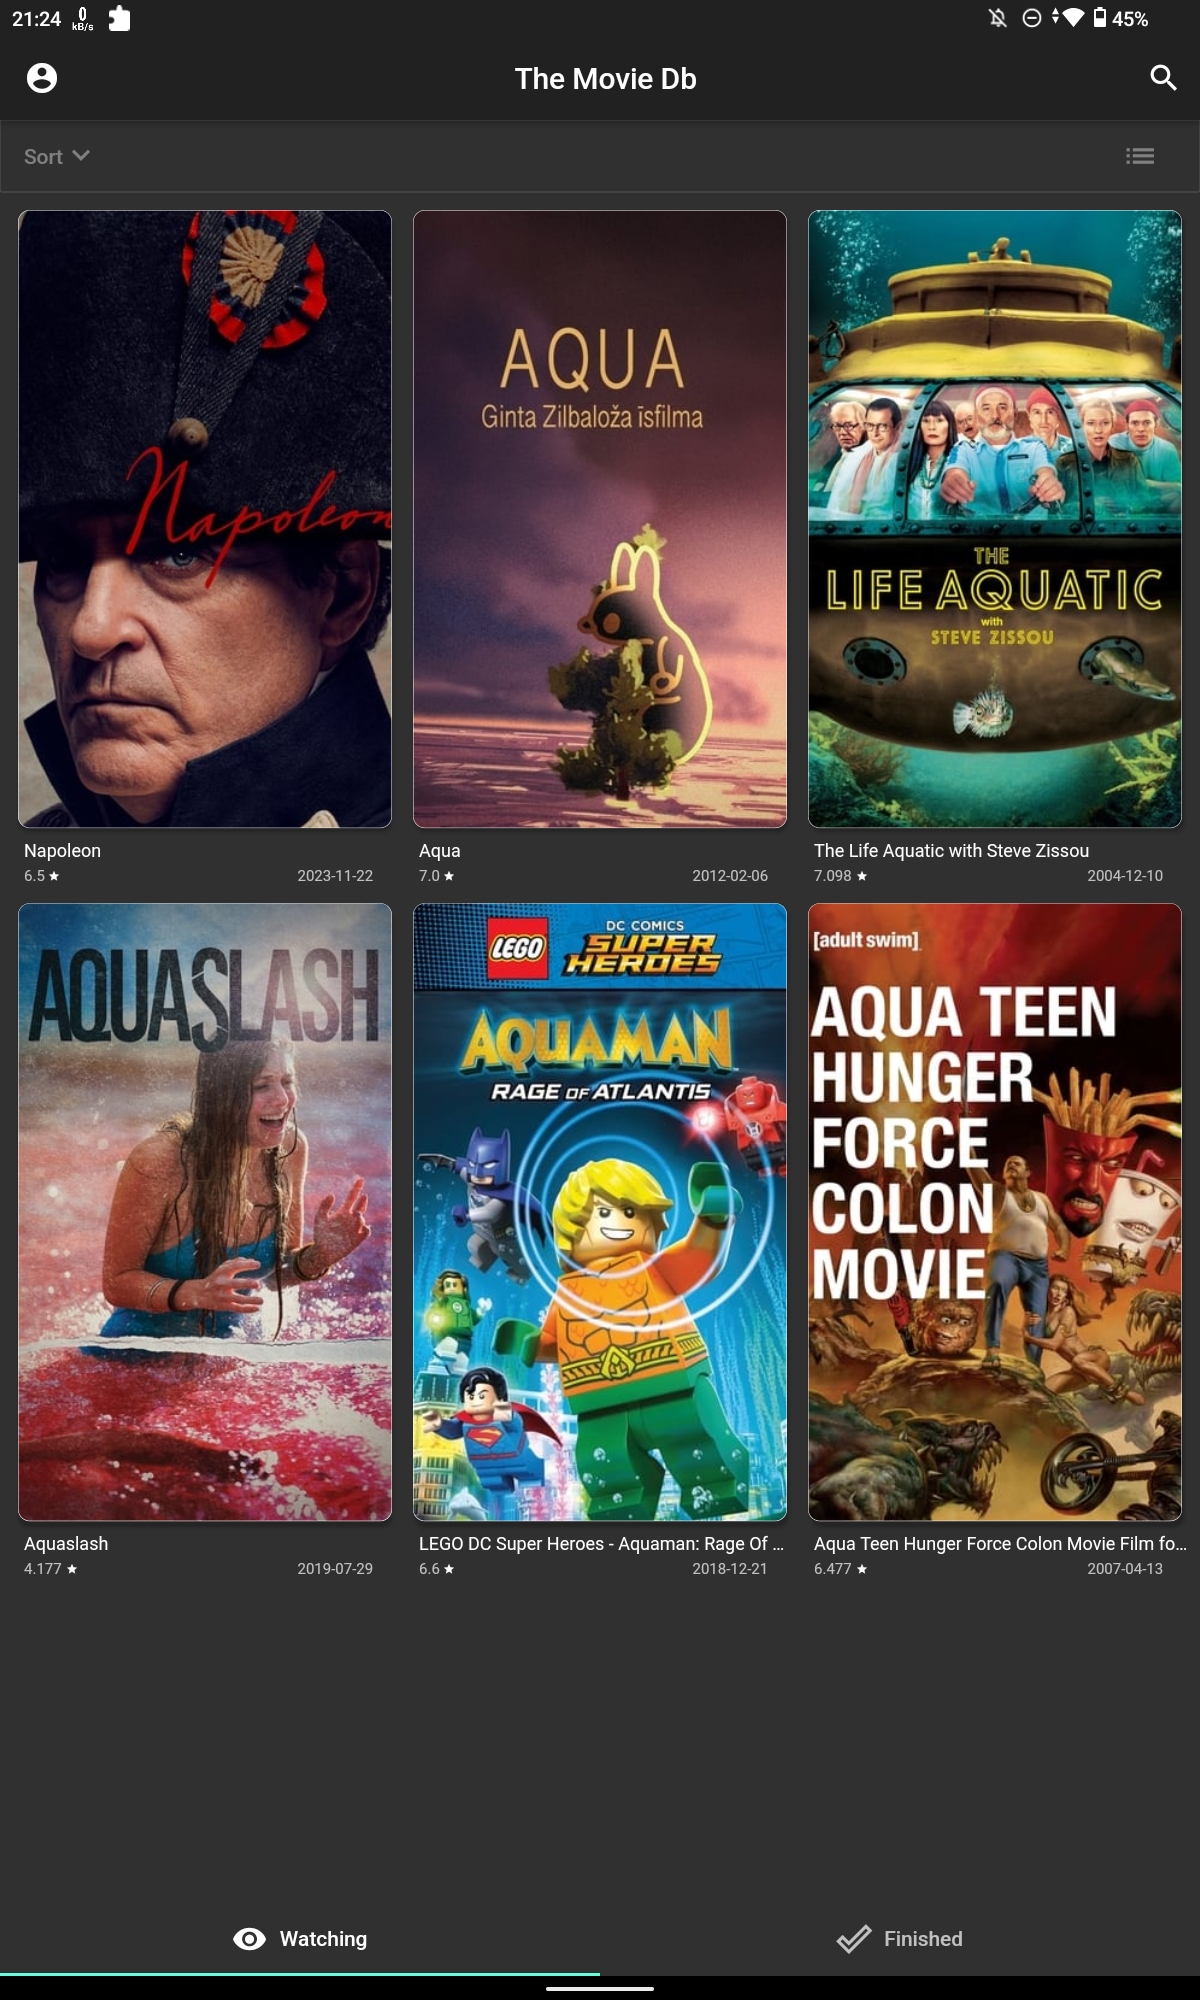 21:24 0 kB/s 45%
The Movie Db
Sort
Napoleon
AQUA
Ginta Zilbaloža īsfilma
THE
LIFE AQUATIC
with
STEVE ZISSOU
Napoleon
6.5 ★ 2023-11-22
Aqua
7.0 ★ 2012-02-06
The Life Aquatic with Steve Zissou
7.098 ★ 2004-12-10
AQUASLASH
LEGO
DC COMICS
SUPER
HEROES
AQUAMAN
RAGE OF ATLANTIS
[adult swim]
AQUA TEEN
HUNGER
FORCE
COLON
MOVIE
Aquaslash
4.177 ★ 2019-07-29
LEGO DC Super Heroes - Aquaman: Rage Of ...
6.6 ★ 2018-12-21
Aqua Teen Hunger Force Colon Movie Film fo...
6.477 ★ 2007-04-13
Watching
Finished